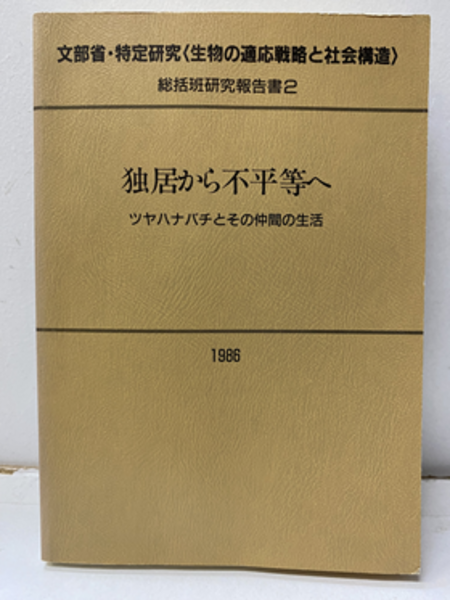 文部省・特定研究〈生物の適応戦略と社会構造〉
総括班研究報告書2
独居から不平等へ
ツヤハナバチとその仲間の生活
1986